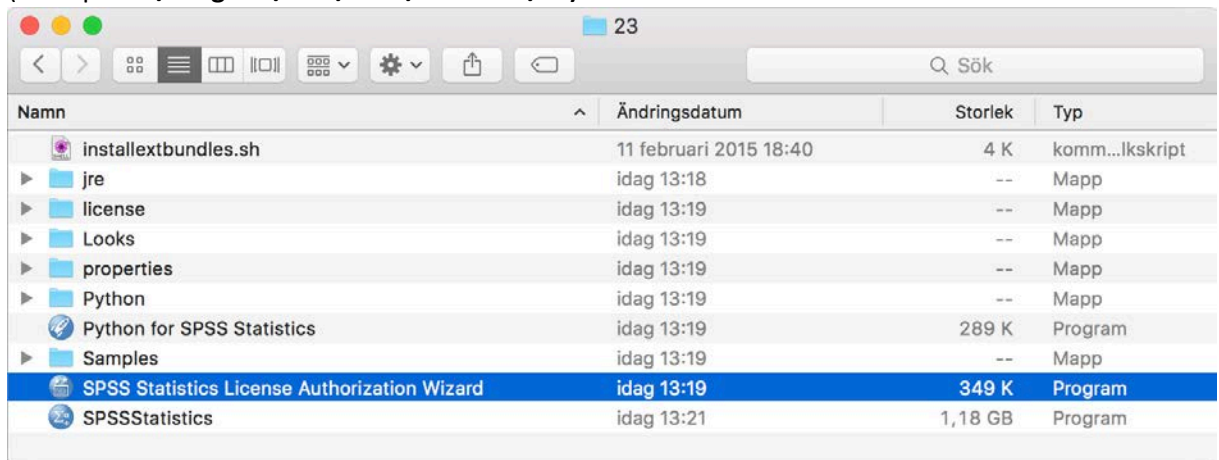 23
Sök
Namn Ändringsdatum Storlek Typ
installextbundles.sh 11 februari 2015 18:40 4 K komm...lkskript
jre idag 13:18 -- Mapp
license idag 13:19 -- Mapp
Looks idag 13:19 -- Mapp
properties idag 13:19 -- Mapp
Python idag 13:19 -- Mapp
Python for SPSS Statistics idag 13:19 289 K Program
Samples idag 13:19 -- Mapp
SPSS Statistics License Authorization Wizard idag 13:19 349 K Program
SPSSStatistics idag 13:21 1,18 GB Program